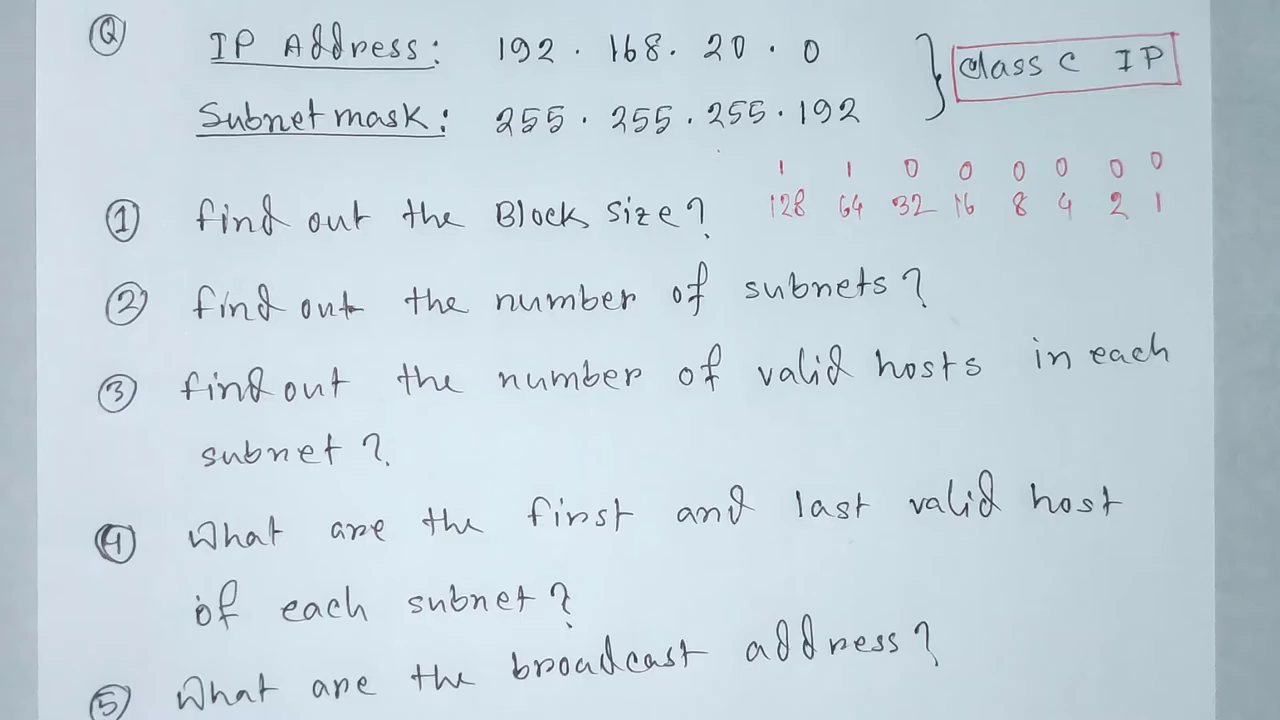 Q IP Address: 192 . 168 . 20 . 0 } Class C IP
Subnet mask: 255 . 255 . 255 . 192
1 1 0 0 0 0 0 0
① find out the Block size? 128 64 32 16 8 4 2 1
② find out the number of subnets?
③ find out the number of valid hosts in each
subnet?
④ What are the first and last valid host
of each subnet?
⑤ What are the broadcast address?